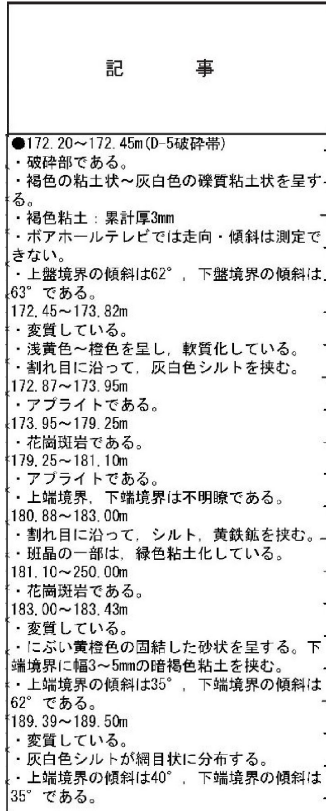 記 事
●172.20～172.45m(D-5破砕帯)
・破砕部である。
・褐色の粘土状～灰白色の礫質粘土状を呈す
る。
・褐色粘土：累計厚3mm
・ボアホールテレビでは走向・傾斜は測定で
きない。
・上盤境界の傾斜は62°，下盤境界の傾斜は
63°である。
172.45～173.82m
・変質している。
・浅黄色～橙色を呈し，軟質化している。
・割れ目に沿って，灰白色シルトを挟む。
172.87～173.95m
・アプライトである。
173.95～179.25m
・花崗斑岩である。
179.25～181.10m
・アプライトである。
・上端境界，下端境界は不明瞭である。
180.88～183.00m
・割れ目に沿って，シルト，黄鉄鉱を挟む。
・斑晶の一部は，緑色粘土化している。
181.10～250.00m
・花崗斑岩である。
183.00～183.43m
・変質している。
・にぶい黄橙色の固結した砂状を呈する。下
端境界に幅3～5mmの暗褐色粘土を挟む。
・上端境界の傾斜は35°，下端境界の傾斜は
62°である。
189.39～189.50m
・変質している。
・灰白色シルトが網目状に分布する。
・上端境界の傾斜は40°，下端境界の傾斜は
35°である。